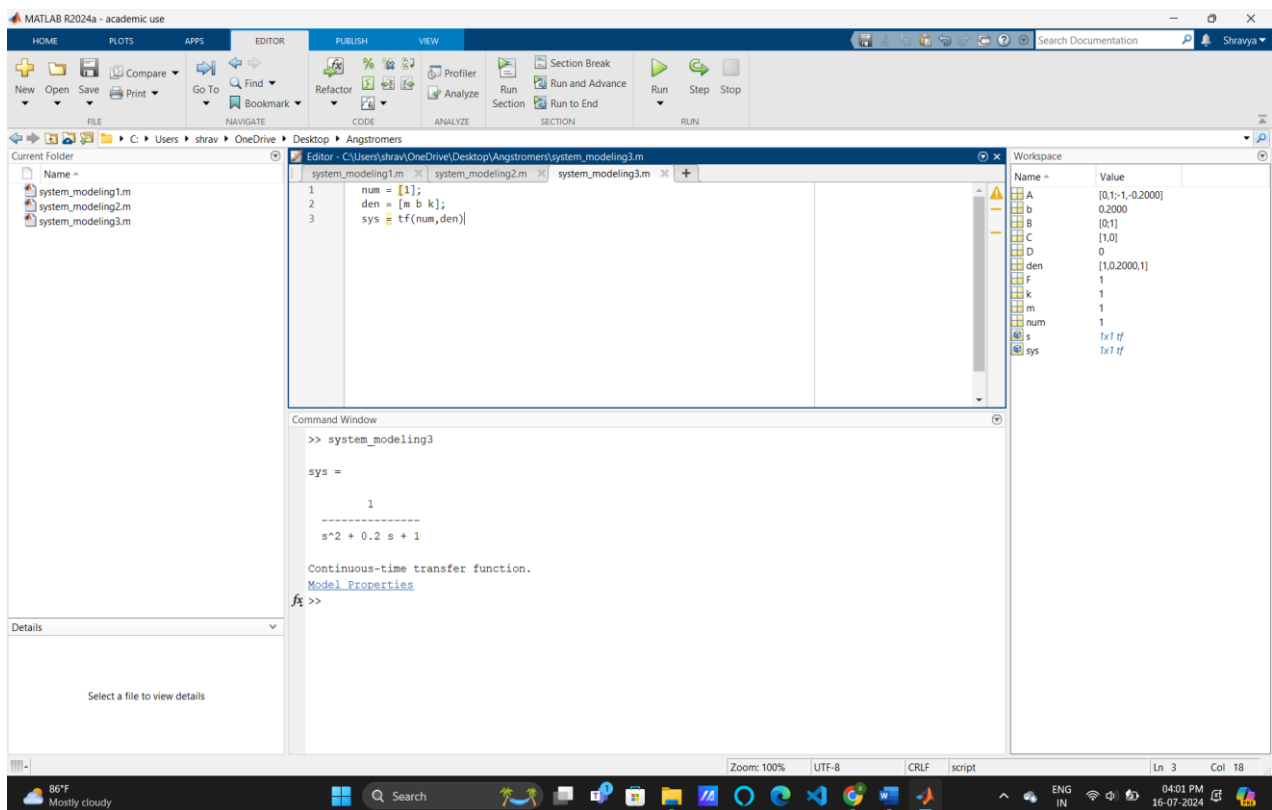 MATLAB R2024a - academic use
HOME PLOTS APPS EDITOR PUBLISH VIEW Search Documentation Shravya
New Open Save Compare Print Go To Find Bookmark Refactor Profiler Analyze Run Section Section Break Run and Advance Run to End Run Step Stop
FILE NAVIGATE CODE ANALYZE SECTION RUN
C: Users shrav OneDrive Desktop Angstromers
Current Folder
Name
system_modeling1.m
system_modeling2.m
system_modeling3.m
Details
Select a file to view details
Editor - C:\Users\shrav\OneDrive\Desktop\Angstromers\system_modeling3.m
system_modeling1.m system_modeling2.m system_modeling3.m
1 num = [1];
2 den = [m b k];
3 sys = tf(num,den)
Command Window
>> system_modeling3
sys =
1
---------------
s^2 + 0.2 s + 1
Continuous-time transfer function.
Model Properties
fx >>
Workspace
Name Value
A [0,1;-1,-0.2000]
b 0.2000
B [0;1]
C [1,0]
D 0
den [1,0.2000,1]
F 1
k 1
m 1
num 1
s 1x1 tf
sys 1x1 tf
Zoom: 100% UTF-8 CRLF script Ln 3 Col 18
86°F
Mostly cloudy
Search
ENG
IN
04:01 PM
16-07-2024